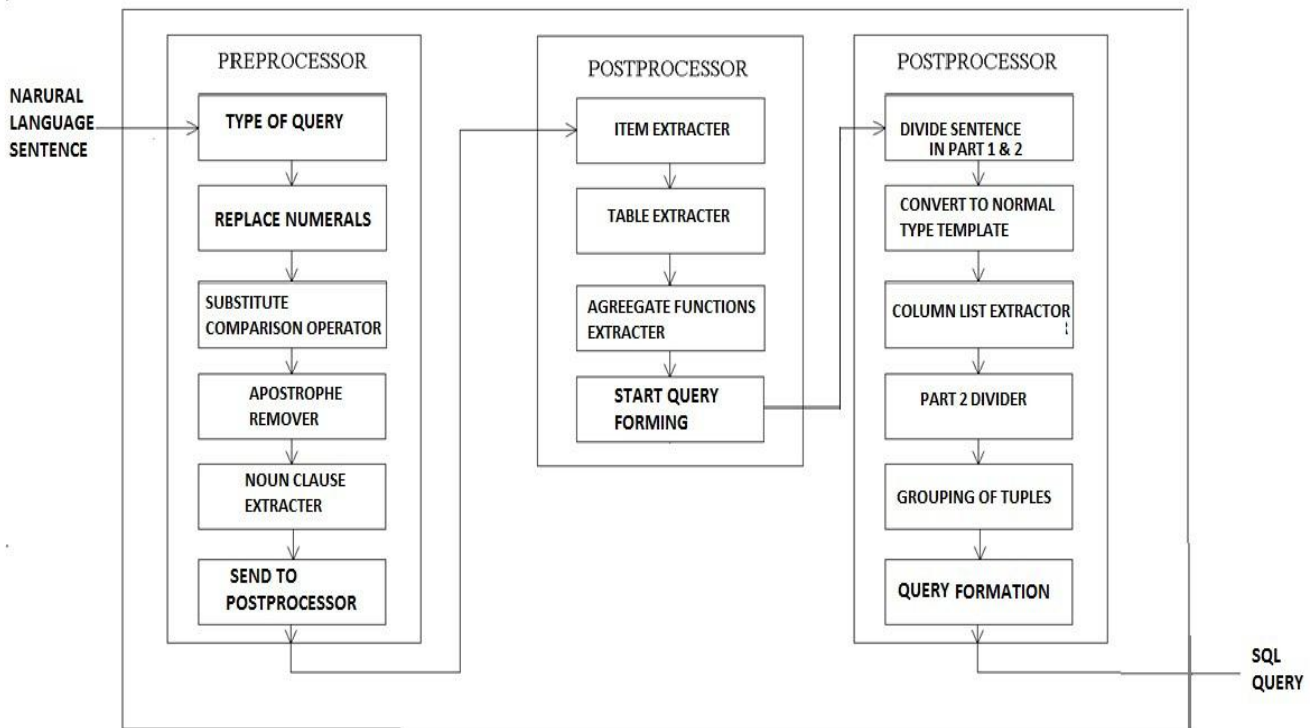 NARURAL
LANGUAGE
SENTENCE
PREPROCESSOR
TYPE OF QUERY
REPLACE NUMERALS
SUBSTITUTE
COMPARISON OPERATOR
APOSTROPHE
REMOVER
NOUN CLAUSE
EXTRACTER
SEND TO
POSTPROCESSOR
POSTPROCESSOR
ITEM EXTRACTER
TABLE EXTRACTER
AGREEGATE FUNCTIONS
EXTRACTER
START QUERY
FORMING
POSTPROCESSOR
DIVIDE SENTENCE
IN PART 1 & 2
CONVERT TO NORMAL
TYPE TEMPLATE
COLUMN LIST EXTRACTOR
PART 2 DIVIDER
GROUPING OF TUPLES
QUERY FORMATION
SQL
QUERY